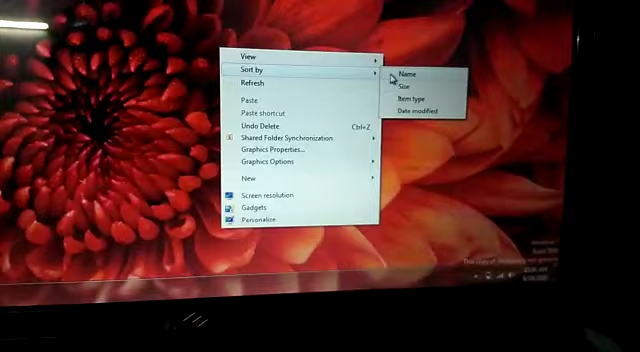 View
Sort by
Refresh
Paste
Paste shortcut
Undo Delete Ctrl+Z
Shared Folder Synchronization
Graphics Properties...
Graphics Options
New
Screen resolution
Gadgets
Personalize
Name
Size
Item type
Date modified